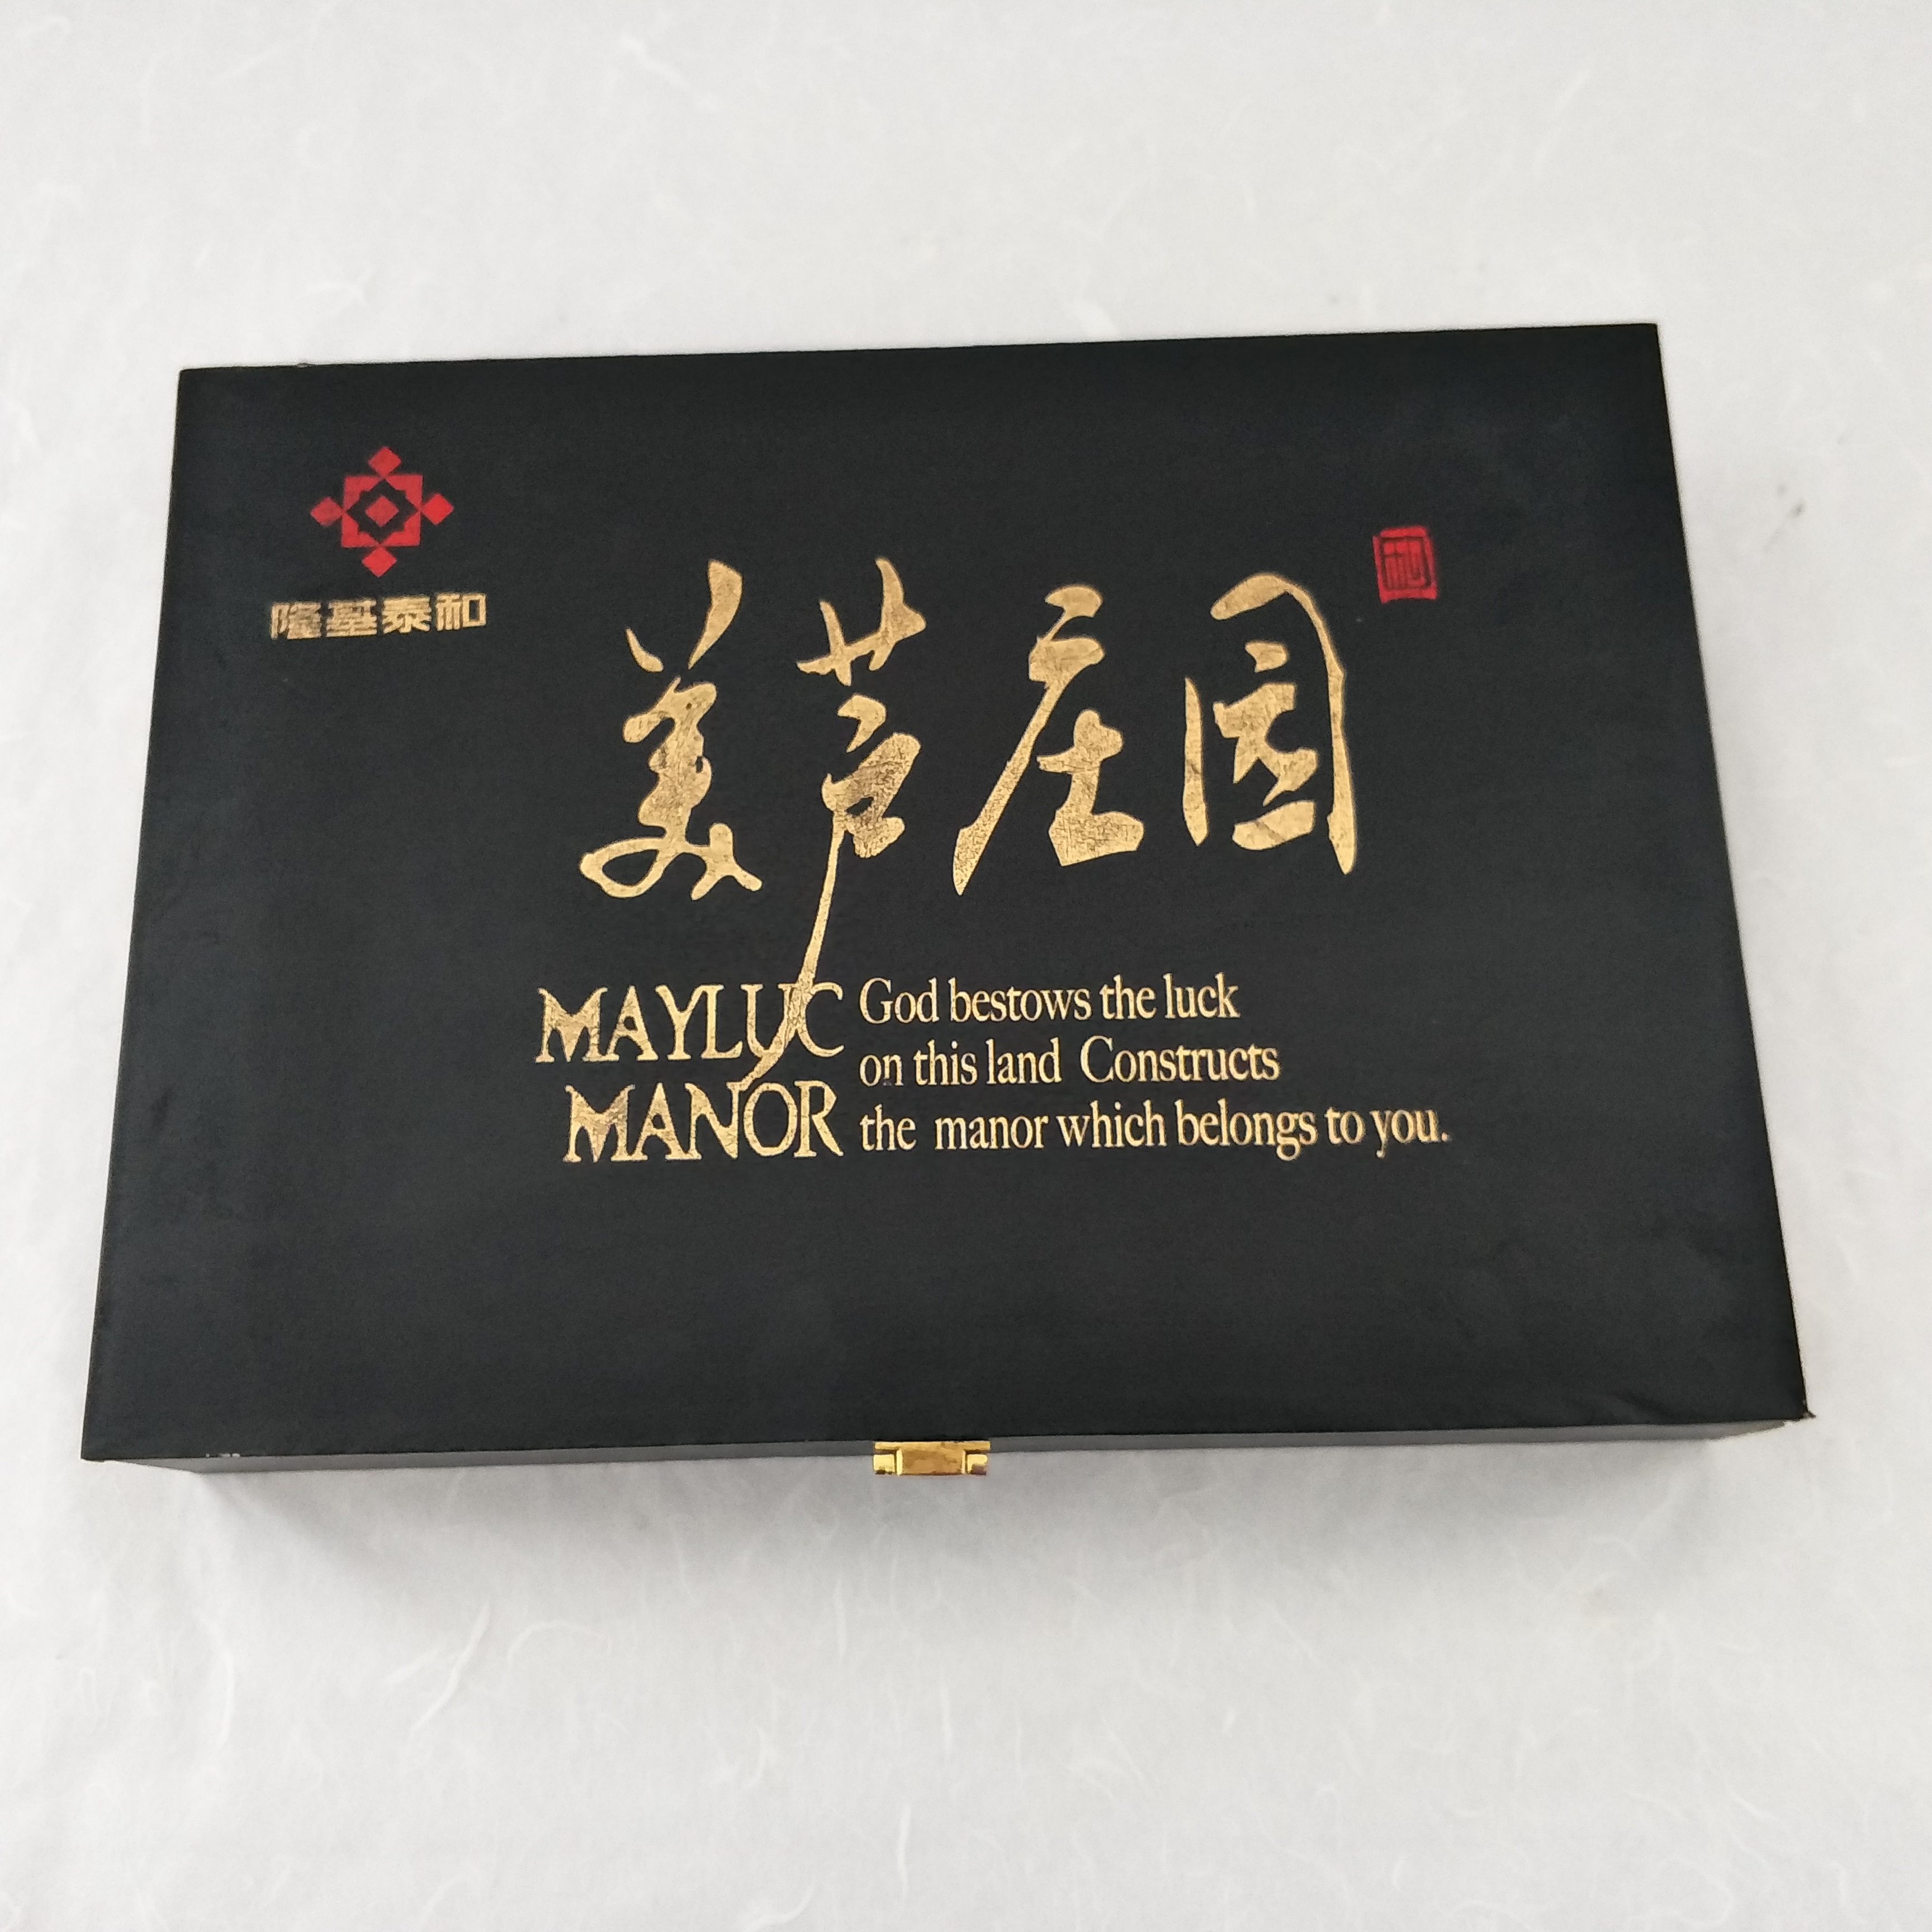 隆基泰和
美芦庄园
MAYLUC
MANOR
God bestows the luck
on this land Constructs
the manor which belongs to you.